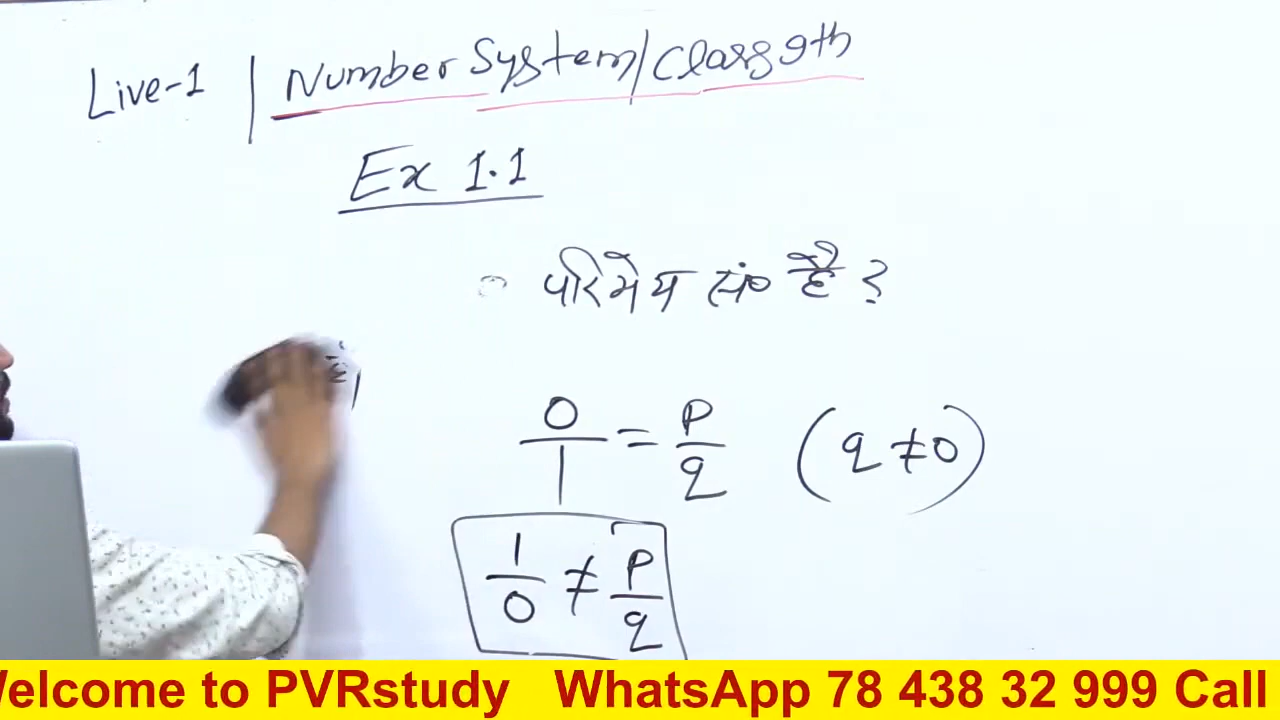 Live-1 | Number System/Class 9th
Ex 1.1
परिमेय सं० है ?
0/1 = p/q (q ≠ 0)
1/0 ≠ p/q
Welcome to PVRstudy WhatsApp 78 438 32 999 Call